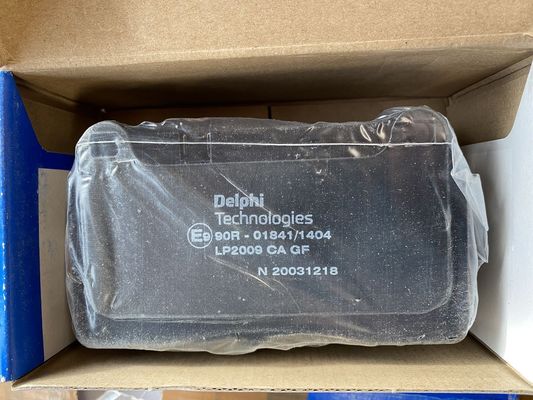 Delphi
Technologies
E9 90R - 01841/1404
LP2009 CA GF
N 20031218